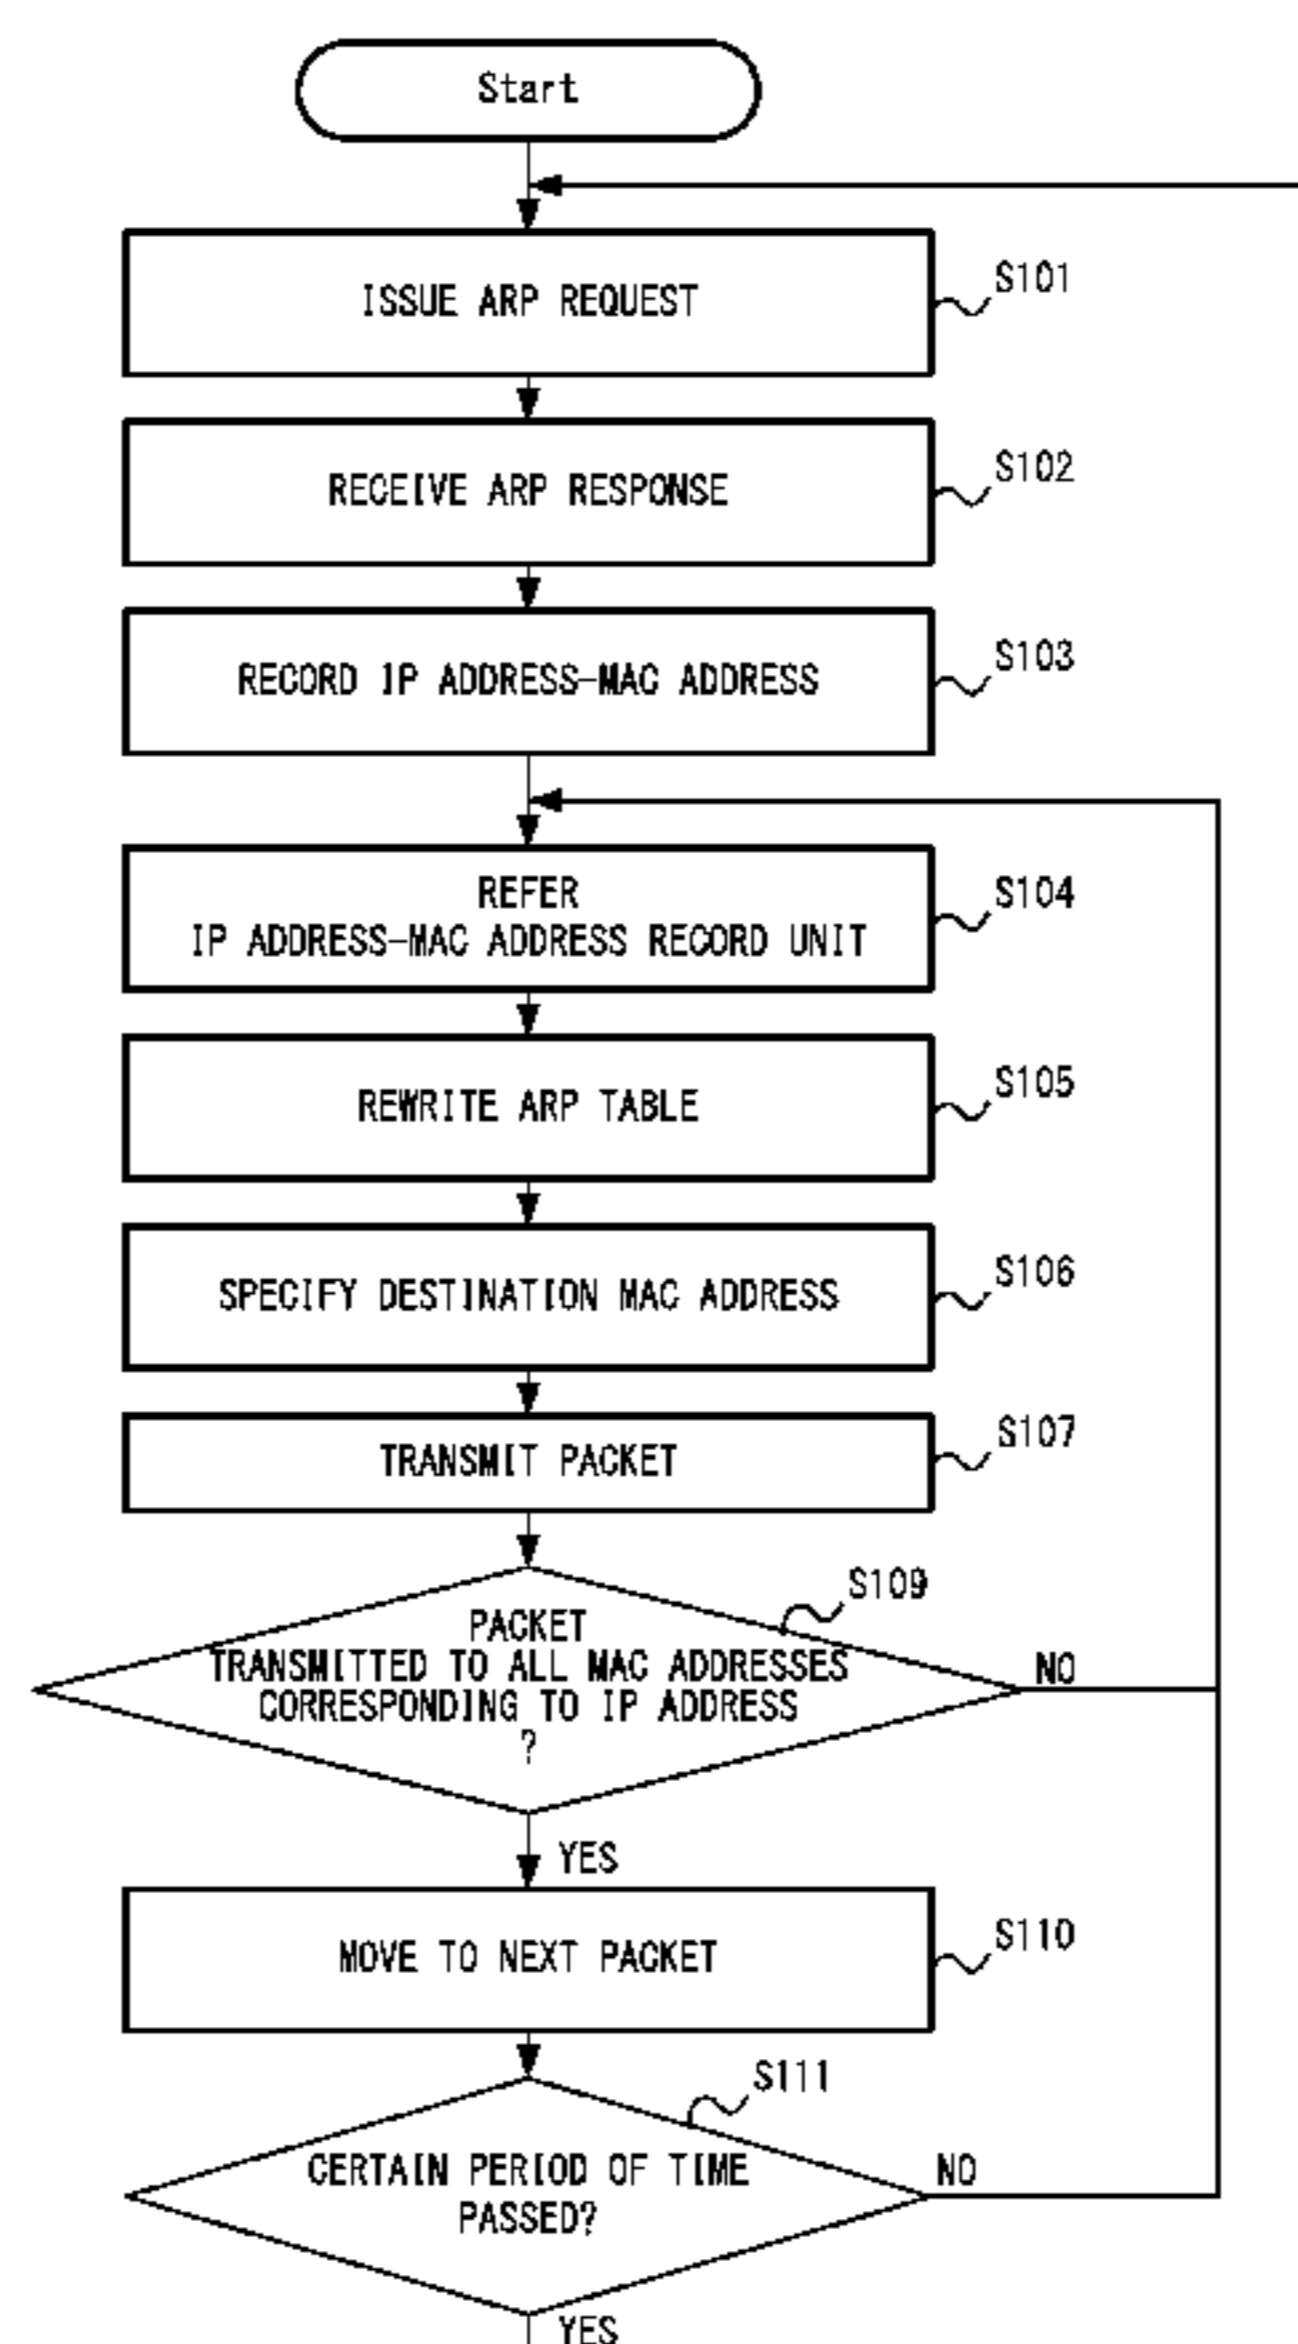 Start
ISSUE ARP REQUEST
S101
RECEIVE ARP RESPONSE
S102
RECORD IP ADDRESS-MAC ADDRESS
S103
REFER
IP ADDRESS-MAC ADDRESS RECORD UNIT
S104
REWRITE ARP TABLE
S105
SPECIFY DESTINATION MAC ADDRESS
S106
TRANSMIT PACKET
S107
S109
PACKET
TRANSMITTED TO ALL MAC ADDRESSES
CORRESPONDING TO IP ADDRESS
?
NO
YES
MOVE TO NEXT PACKET
S110
S111
CERTAIN PERIOD OF TIME
PASSED?
NO
YES